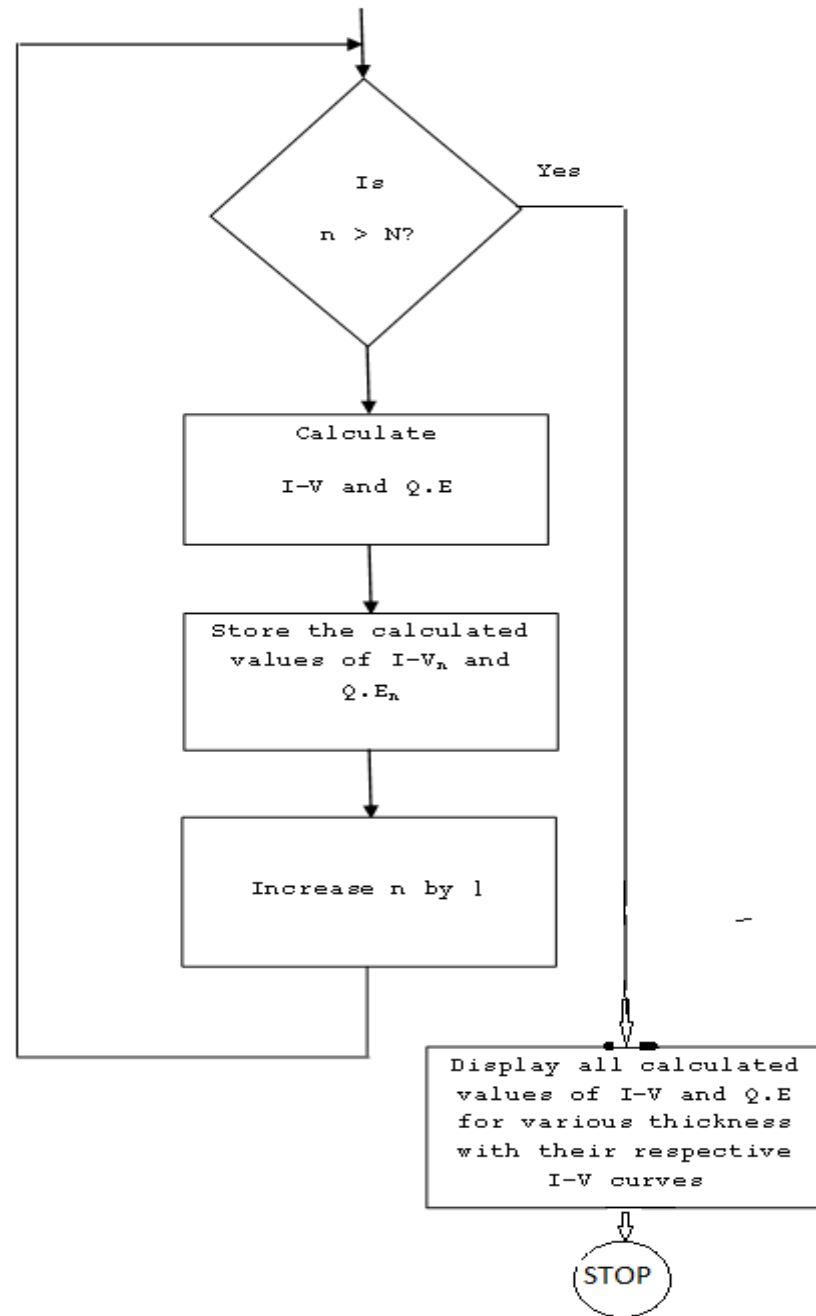 Is
n > N?
Yes
Calculate
I-V and Q.E
Store the calculated
values of I-Vₙ and
Q.Eₙ
Increase n by 1
Display all calculated
values of I-V and Q.E
for various thickness
with their respective
I-V curves
STOP